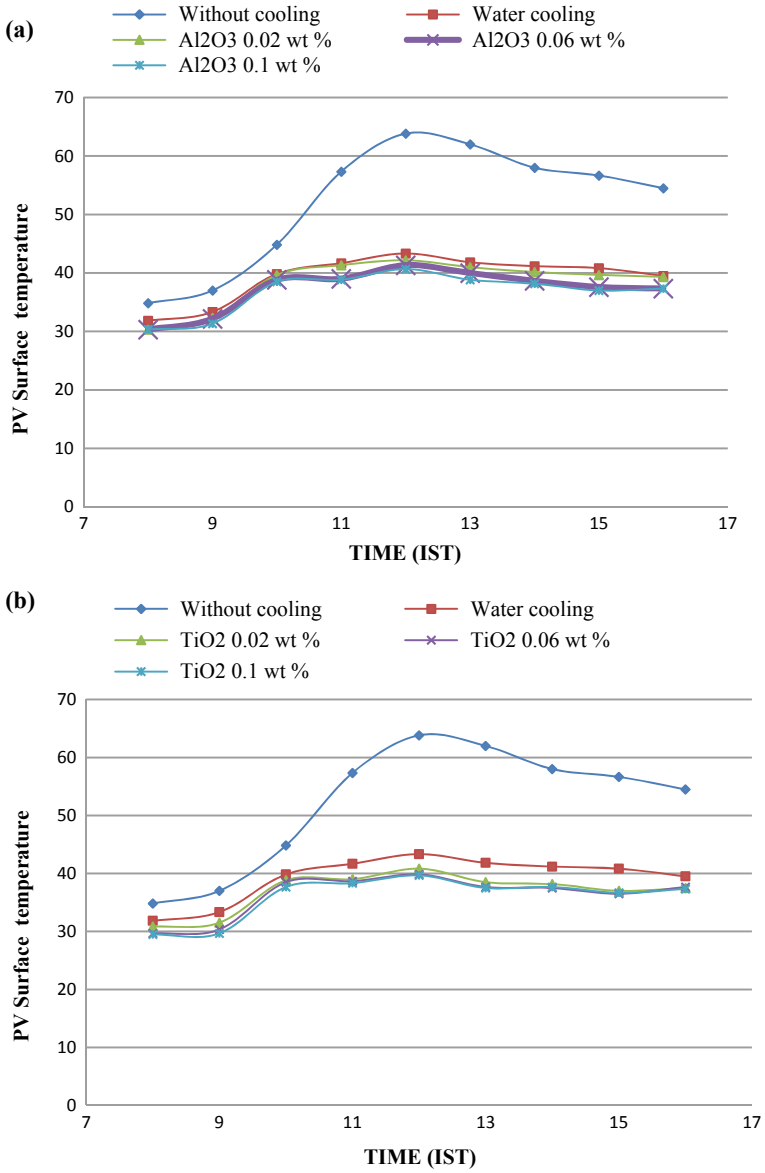 (a)
Without cooling
Water cooling
Al2O3 0.02 wt %
Al2O3 0.06 wt %
Al2O3 0.1 wt %
70
60
50
40
30
20
10
0
PV Surface temperature
7 9 11 13 15 17
TIME (IST)
(b)
Without cooling
Water cooling
TiO2 0.02 wt %
TiO2 0.06 wt %
TiO2 0.1 wt %
70
60
50
40
30
20
10
0
PV Surface temperature
7 9 11 13 15 17
TIME (IST)